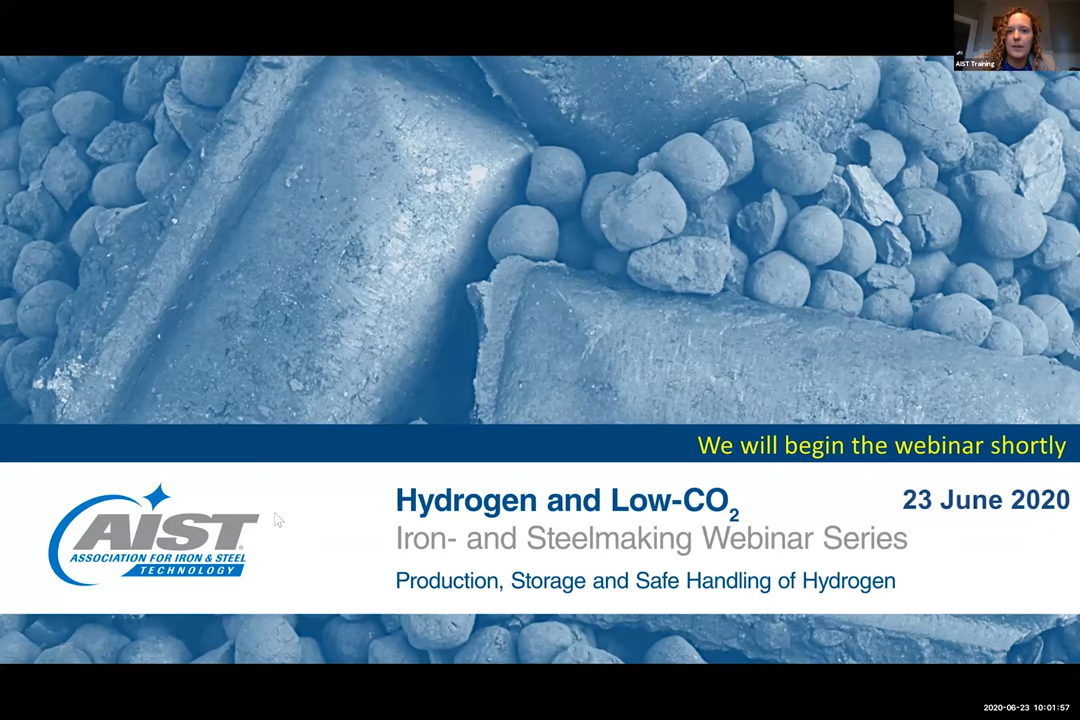 AIST Training
We will begin the webinar shortly
AIST
ASSOCIATION FOR IRON & STEEL
TECHNOLOGY
Hydrogen and Low-CO₂
23 June 2020
Iron- and Steelmaking Webinar Series
Production, Storage and Safe Handling of Hydrogen
2020-06-23 10:01:57